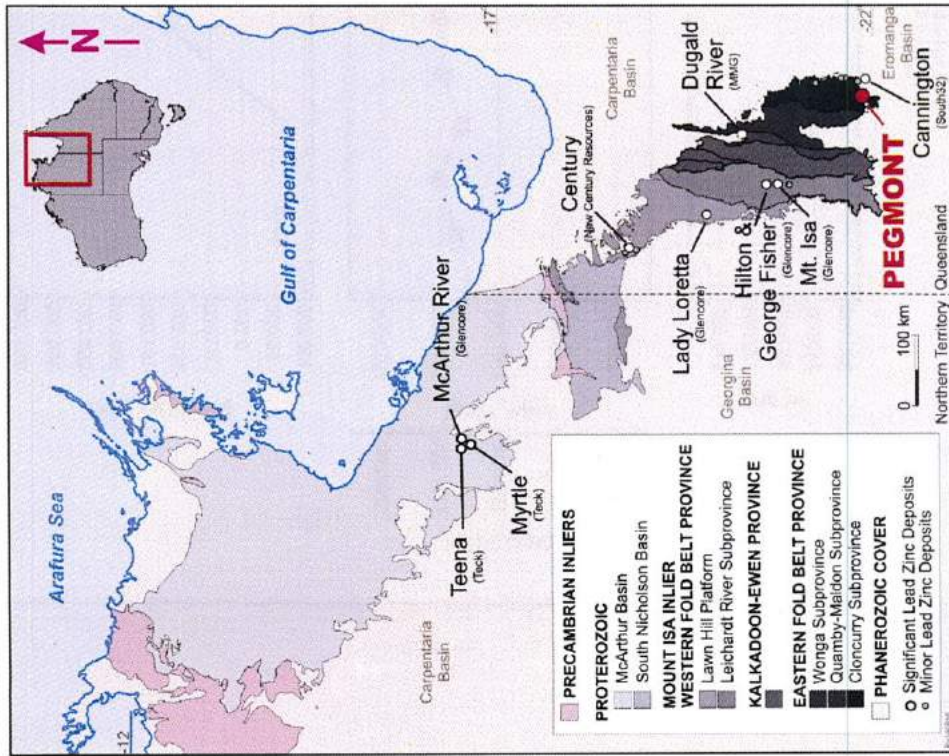 N
Arafura Sea
-12
Gulf of Carpentaria
Carpentaria
Basin
Teena
(Teck)
McArthur River
(Glencore)
Myrtle
(Teck)
-17
Century
(New Century Resources)
Carpentaria
Basin
Lady Loretta
(Glencore)
Dugald
River
(MMG)
Hilton &
George Fisher
(Glencore)
Mt. Isa
(Glencore)
Georgina
Basin
PEGMONT
Cannington
(South32)
-22
Eromanga
Basin
0 100 km
Northern Territory
Queensland
PRECAMBRIAN INLIERS
PROTEROZOIC
McArthur Basin
South Nicholson Basin
MOUNT ISA INLIER
WESTERN FOLD BELT PROVINCE
Lawn Hill Platform
Leichardt River Subprovince
KALKADOON-EWEN PROVINCE
EASTERN FOLD BELT PROVINCE
Wonga Subprovince
Quamby-Maldon Subprovince
Cloncurry Subprovince
PHANEROZOIC COVER
Significant Lead Zinc Deposits
Minor Lead Zinc Deposits